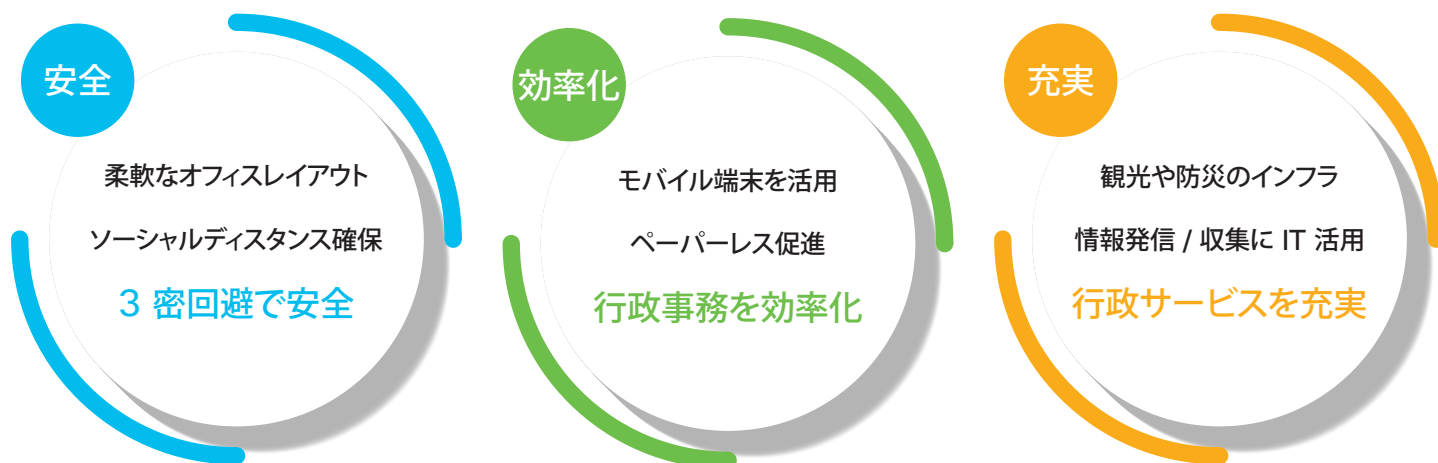 安全
柔軟なオフィスレイアウト
ソーシャルディスタンス確保
3 密回避で安全
効率化
モバイル端末を活用
ペーパーレス促進
行政事務を効率化
充実
観光や防災のインフラ
情報発信 / 収集に IT 活用
行政サービスを充実